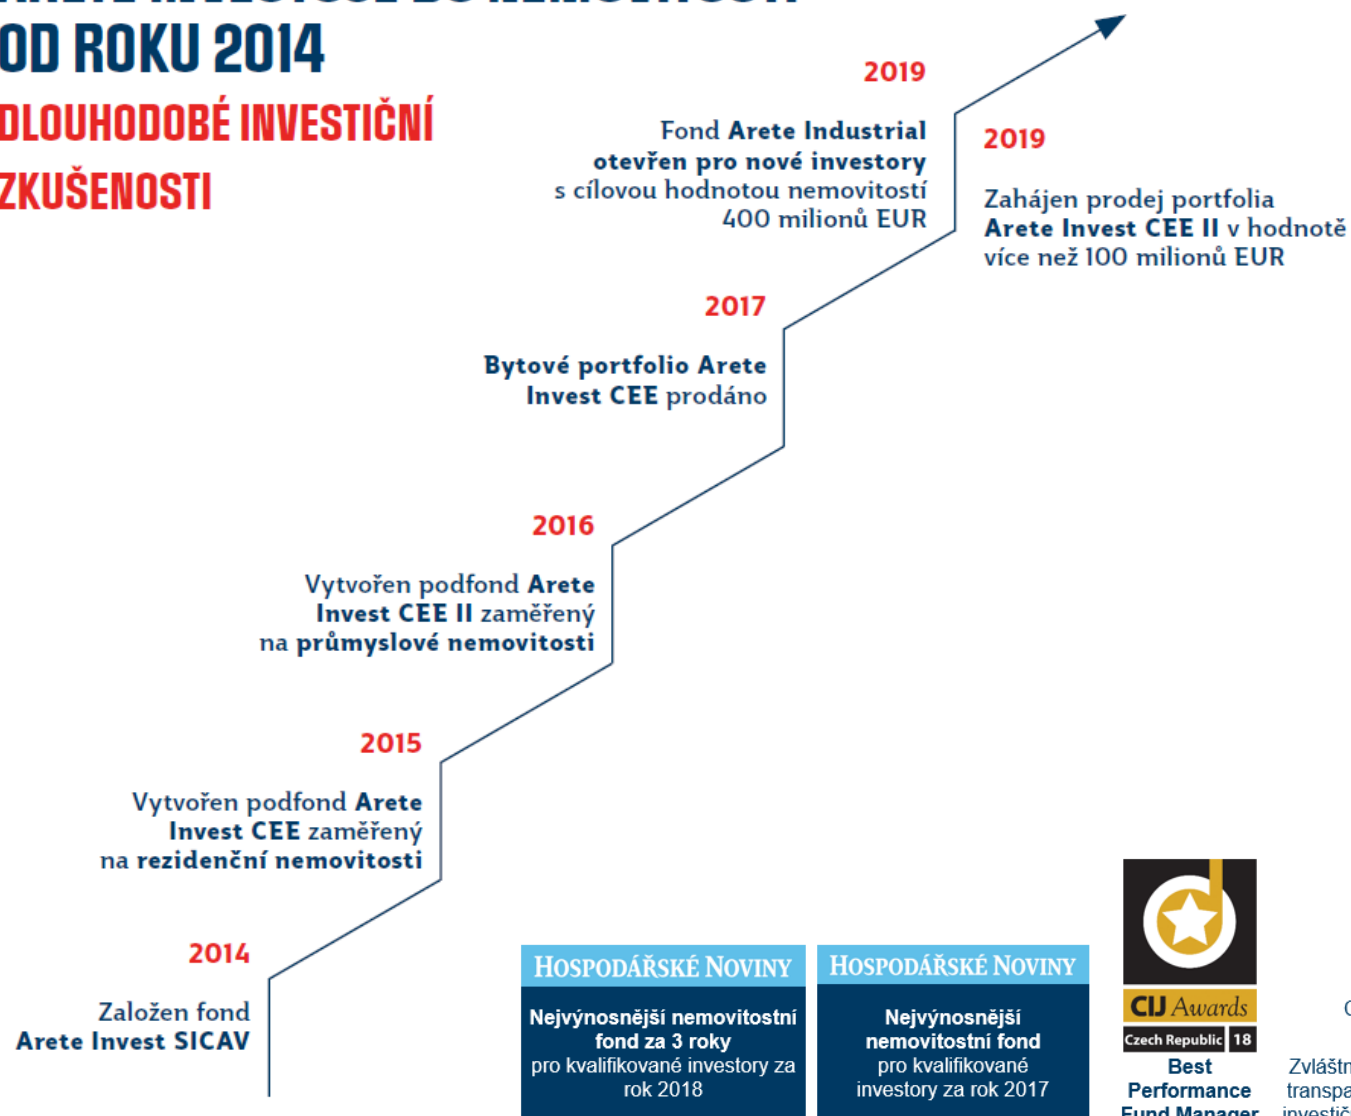 OD ROKU 2014
DLOUHODOBÉ INVESTIČNÍ
ZKUŠENOSTI
2019
Fond Arete Industrial
otevřen pro nové investory
s cílovou hodnotou nemovitostí
400 milionů EUR
2019
Zahájen prodej portfolia
Arete Invest CEE II v hodnotě
více než 100 milionů EUR
2017
Bytové portfolio Arete
Invest CEE prodáno
2016
Vytvořen podfond Arete
Invest CEE II zaměřený
na průmyslové nemovitosti
2015
Vytvořen podfond Arete
Invest CEE zaměřený
na rezidenční nemovitosti
2014
Založen fond
Arete Invest SICAV
HOSPODÁŘSKÉ NOVINY
Nejvýnosnější nemovitostní
fond za 3 roky
pro kvalifikované investory za
rok 2018
HOSPODÁŘSKÉ NOVINY
Nejvýnosnější
nemovitostní fond
pro kvalifikované
investory za rok 2017
CIJ Awards
Czech Republic 18
Best
Performance
Fund Manager